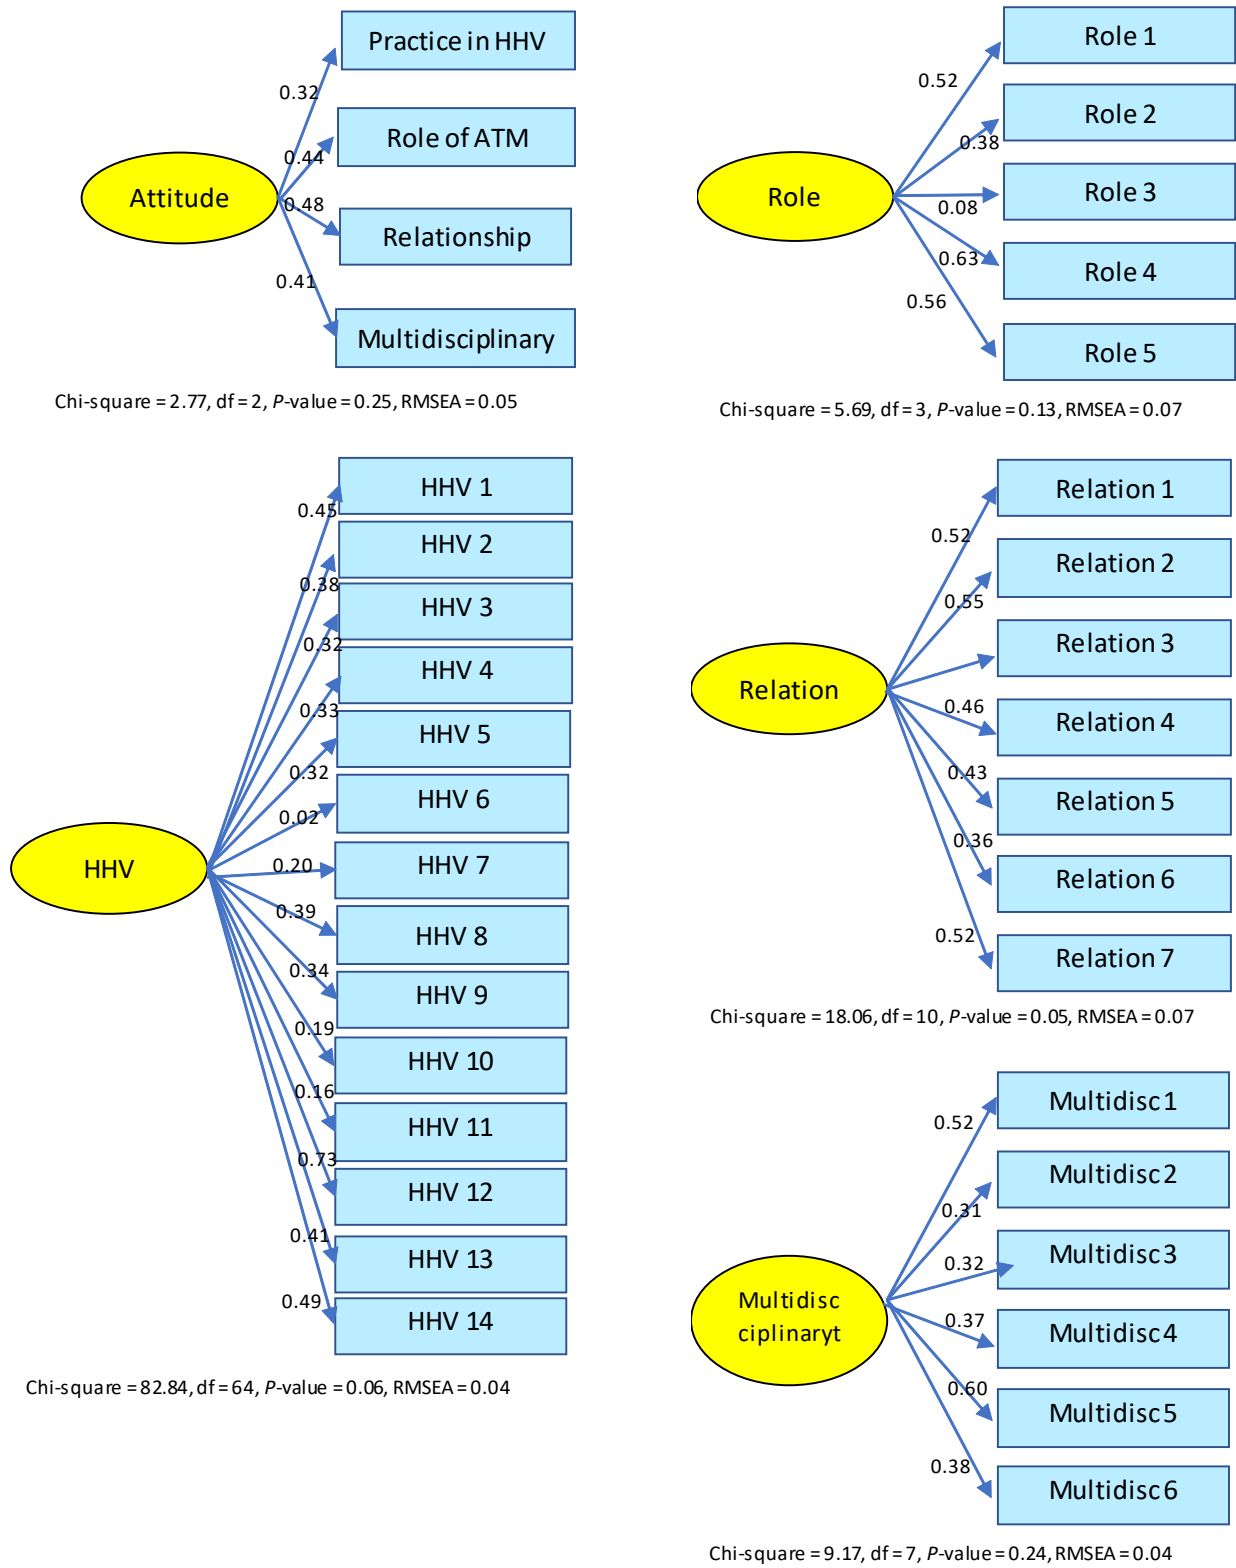 Practice in HHV
0.32
Role of ATM
0.44
Attitude
0.48
Relationship
0.41
Multidisciplinary
Chi-square = 2.77, df = 2, P-value = 0.25, RMSEA = 0.05
Role 1
0.52
Role 2
0.38
Role
Role 3
0.08
0.63
Role 4
0.56
Role 5
Chi-square = 5.69, df = 3, P-value = 0.13, RMSEA = 0.07
HHV 1
0.45
HHV 2
0.38
HHV 3
0.32
HHV 4
0.33
HHV 5
0.32
HHV 6
0.02
HHV
HHV 7
0.20
0.39
HHV 8
0.34
HHV 9
0.19
HHV 10
0.16
HHV 11
0.73
HHV 12
0.41
HHV 13
0.49
HHV 14
Chi-square = 82.84, df = 64, P-value = 0.06, RMSEA = 0.04
Relation 1
0.52
Relation 2
0.55
Relation 3
Relation
0.46
Relation 4
0.43
Relation 5
0.36
Relation 6
0.52
Relation 7
Chi-square = 18.06, df = 10, P-value = 0.05, RMSEA = 0.07
Multidisc 1
0.52
Multidisc 2
0.31
Multidisc 3
0.32
Multidisc
ciplinaryt
0.37
Multidisc 4
0.60
Multidisc 5
0.38
Multidisc 6
Chi-square = 9.17, df = 7, P-value = 0.24, RMSEA = 0.04